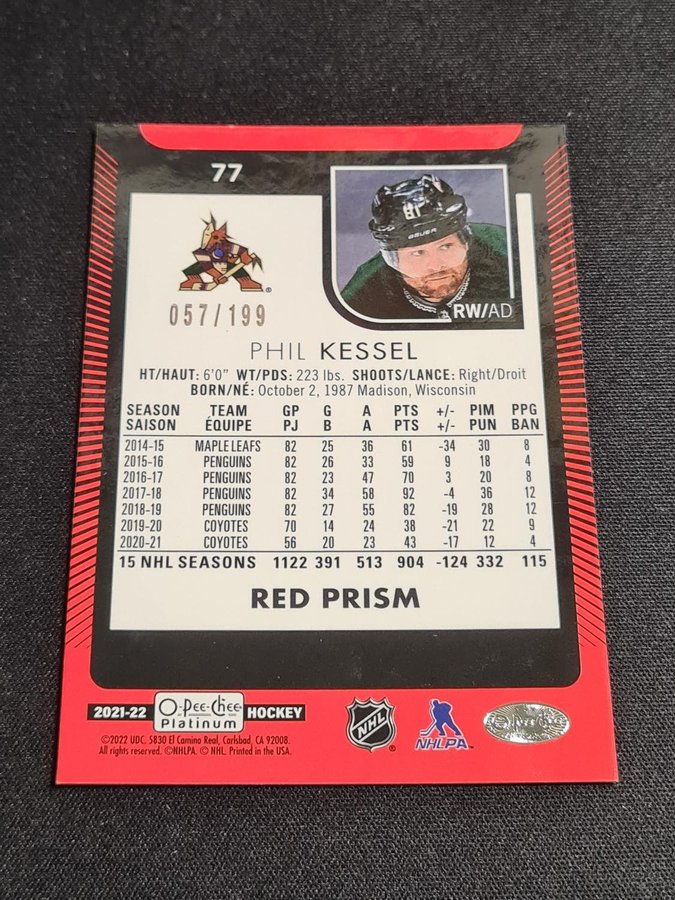 77
81
BAUER
RW/AD
057/199
PHIL KESSEL
HT/HAUT: 6'0" WT/PDS: 223 lbs. SHOOTS/LANCE: Right/Droit
BORN/NÉ: October 2, 1987 Madison, Wisconsin
SEASON TEAM GP G A PTS +/- PIM PPG
SAISON ÉQUIPE PJ B A PTS +/- PUN BAN
2014-15 MAPLE LEAFS 82 25 36 61 -34 30 8
2015-16 PENGUINS 82 26 33 59 9 18 4
2016-17 PENGUINS 82 23 47 70 3 20 8
2017-18 PENGUINS 82 34 58 92 -4 36 12
2018-19 PENGUINS 82 27 55 82 -19 28 12
2019-20 COYOTES 70 14 24 38 -21 22 9
2020-21 COYOTES 56 20 23 43 -17 12 4
15 NHL SEASONS 1122 391 513 904 -124 332 115
RED PRISM
2021-22 O-Pee-Chee Platinum HOCKEY
©2022 UDC. 5830 El Camino Real, Carlsbad, CA 92008.
All rights reserved. ©NHLPA. © NHL. Printed in the USA.
NHL
NHLPA
O-Pee-Chee